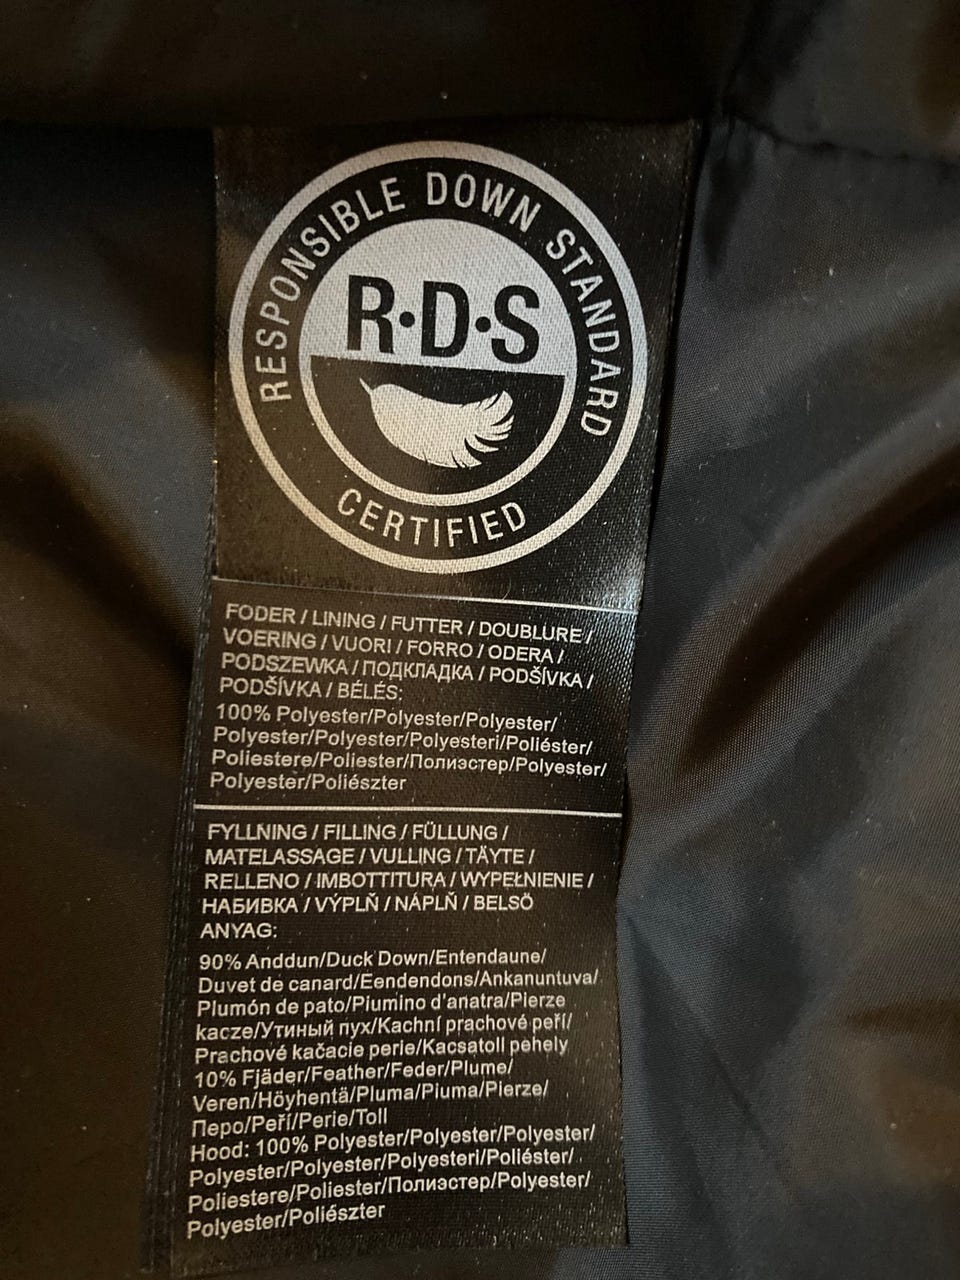 RESPONSIBLE DOWN STANDARD
R·D·S
CERTIFIED
FODER / LINING / FUTTER / DOUBLURE /
VOERING / VUORI / FORRO / ODERA /
PODSZEWKA / ПОДКЛАДКА / PODŠÍVKA /
PODŠÍVKA / BÉLÉS:
100% Polyester/Polyester/Polyester/
Polyester/Polyester/Polyesteri/Poliéster/
Poliestere/Poliester/Полиэстер/Polyester/
Polyester/Poliészter
FYLLNING / FILLING / FÜLLUNG /
MATELASSAGE / VULLING / TÄYTE /
RELLENO / IMBOTTITURA / WYPEŁNIENIE /
НАБИВКА / VÝPLŇ / NÁPLŇ / BELSÖ
ANYAG:
90% Anddun/Duck Down/Entendaune/
Duvet de canard/Eendendons/Ankanuntuva/
Plumón de pato/Piumino d'anatra/Pierze
kacze/Утиный пух/Kachní prachové peří/
Prachové kačacie perie/Kacsatoll pehely
10% Fjäder/Feather/Feder/Plume/
Veren/Höyhentä/Pluma/Piuma/Pierze/
Перо/Peří/Perie/Toll
Hood: 100% Polyester/Polyester/Polyester/
Polyester/Polyester/Polyesteri/Poliéster/
Poliestere/Poliester/Полиэстер/Polyester/
Polyester/Poliészter